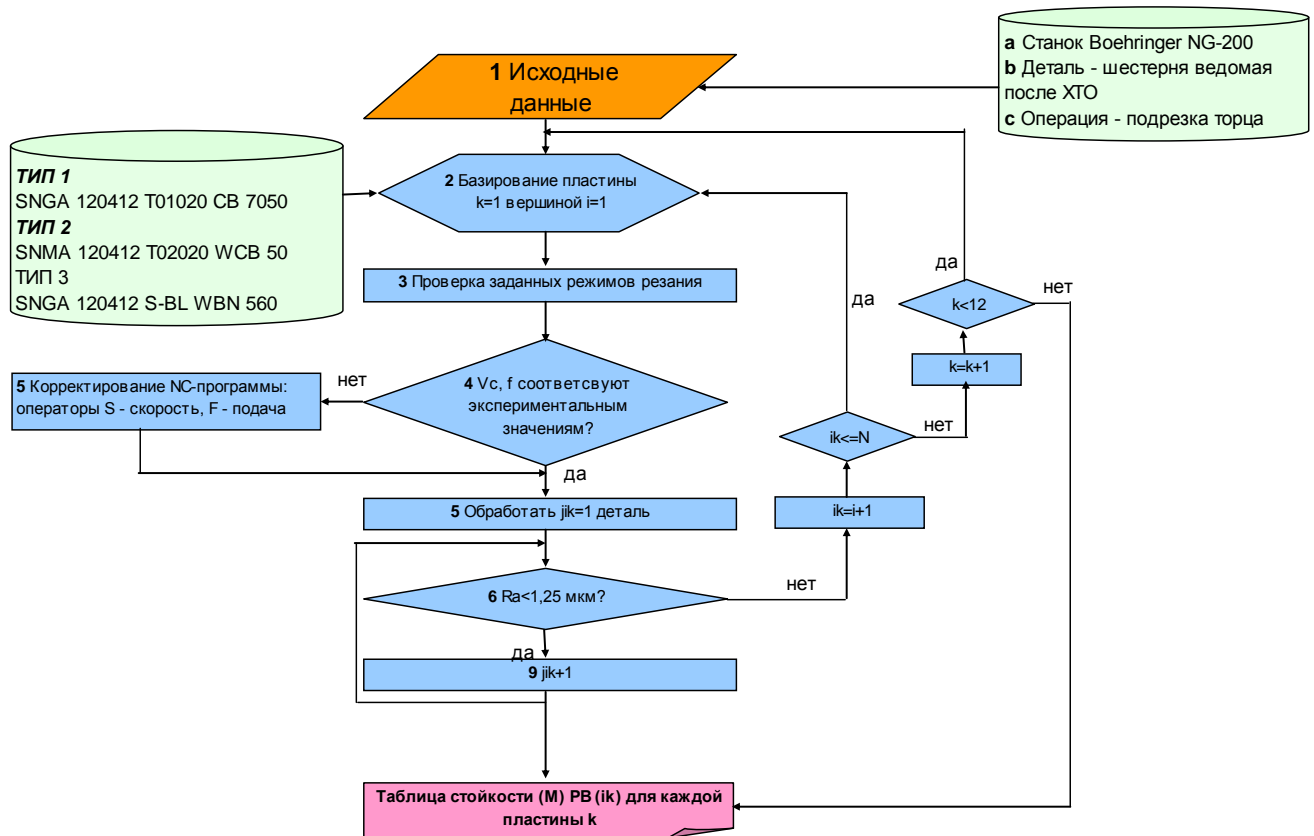 a Станок Boehringer NG-200
b Деталь - шестерня ведомая
после ХТО
c Операция - подрезка торца
1 Исходные
данные
ТИП 1
SNGA 120412 T01020 CB 7050
ТИП 2
SNMA 120412 T02020 WCB 50
ТИП 3
SNGA 120412 S-BL WBN 560
2 Базирование пластины
k=1 вершиной i=1
3 Проверка заданных режимов резания
да
k<12
нет
да
k=k+1
5 Корректирование NC-программы:
операторы S - скорость, F - подача
нет
4 Vc, f соответсвуют
экспериментальным
значениям?
ik<=N
нет
да
5 Обработать jik=1 деталь
ik=i+1
6 Ra<1,25 мкм?
нет
да
9 jik+1
Таблица стойкости (М) РВ (ik) для каждой
пластины k